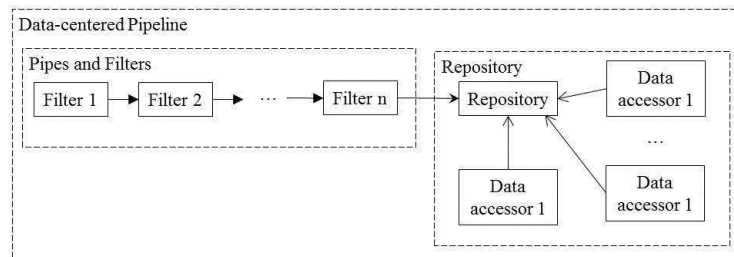 Data-centered Pipeline
Pipes and Filters
Filter 1
Filter 2
...
Filter n
Repository
Repository
Data
accessor 1
...
Data
accessor 1
Data
accessor 1